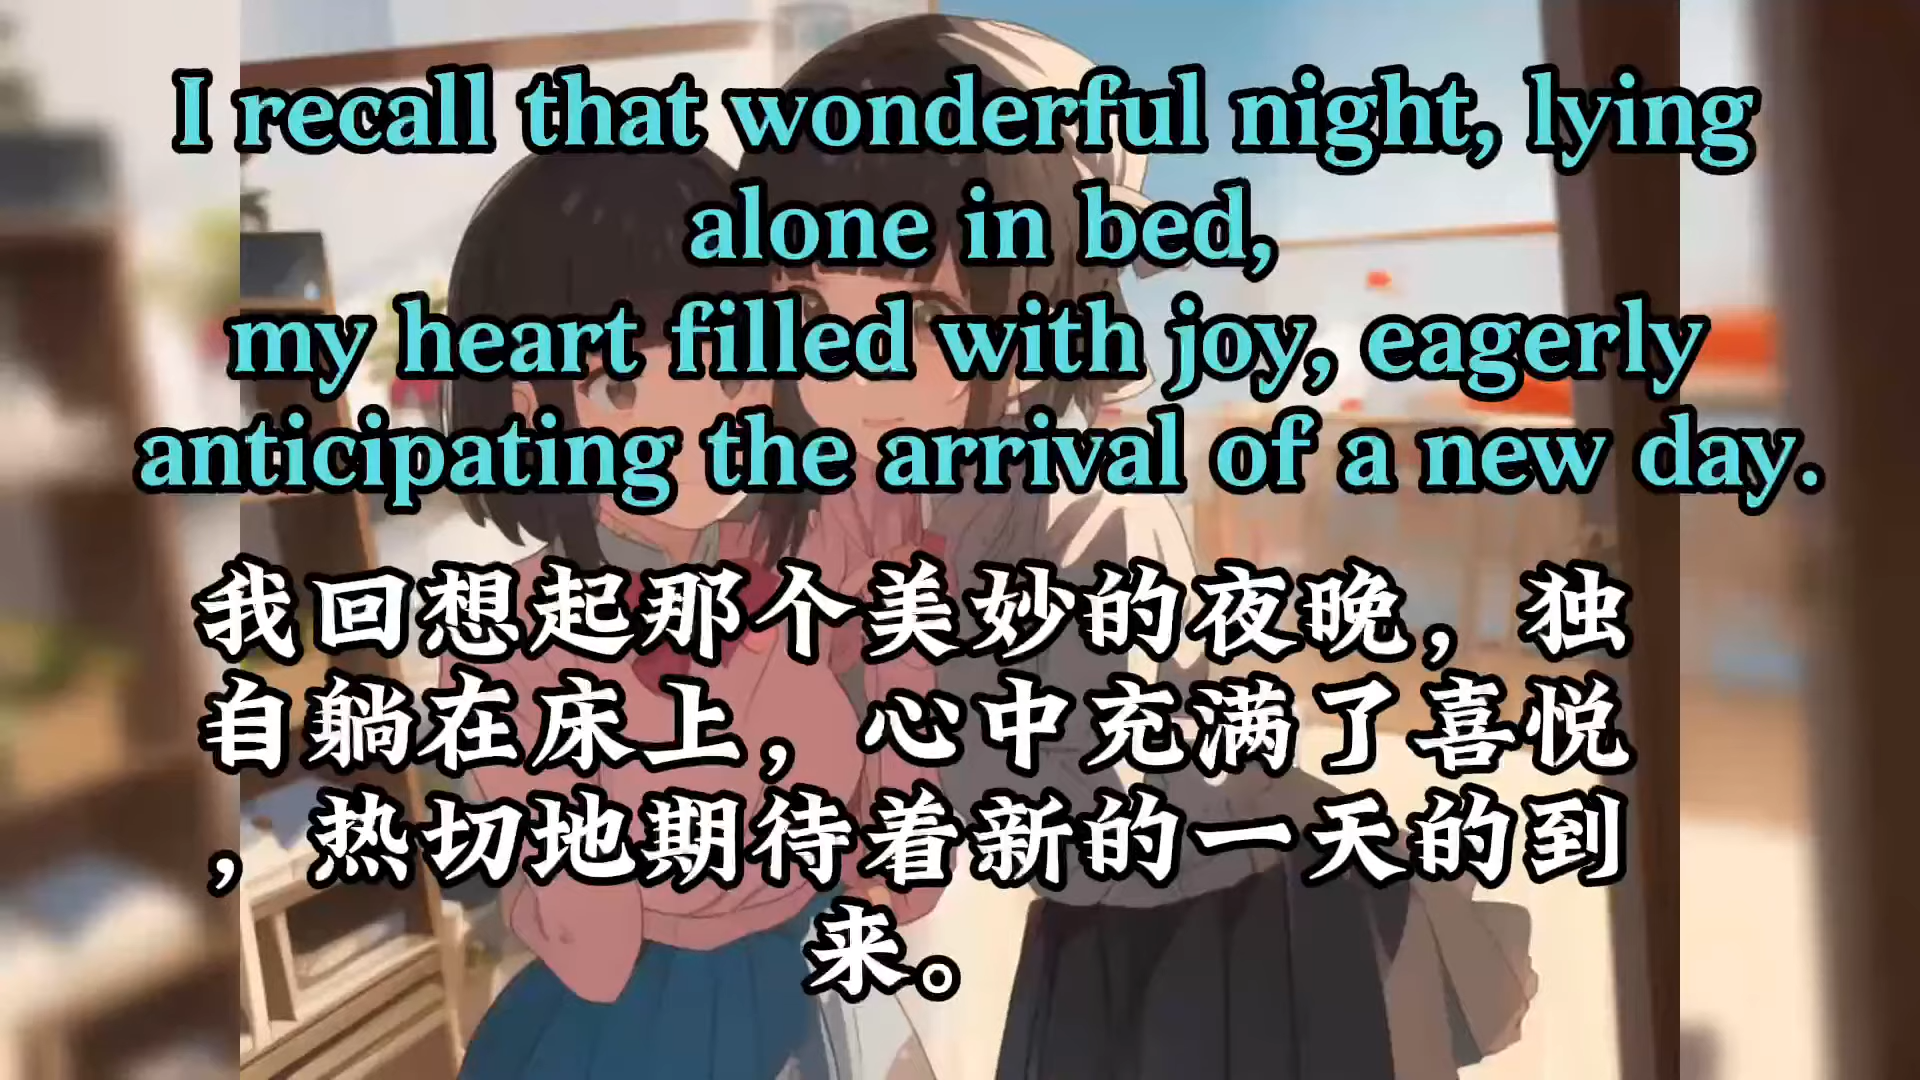 I recall that wonderful night, lying
alone in bed,
my heart filled with joy, eagerly
anticipating the arrival of a new day.
我回想起那个美妙的夜晚，独
自躺在床上，心中充满了喜悦
，热切地期待着新的一天的到
来。